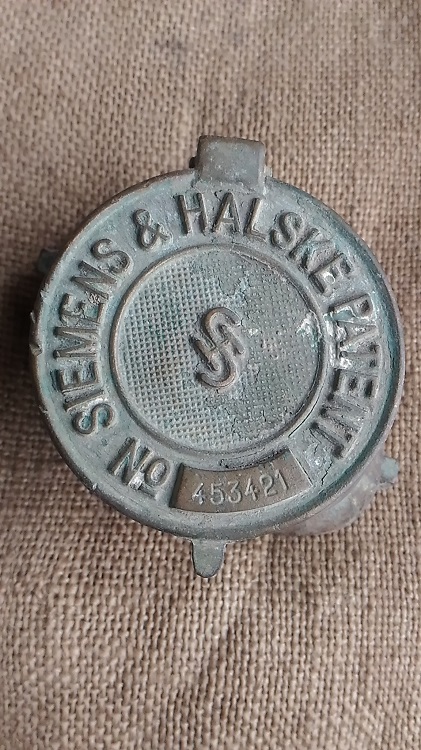 SIEMENS & HALSKE PATENT
No 453421